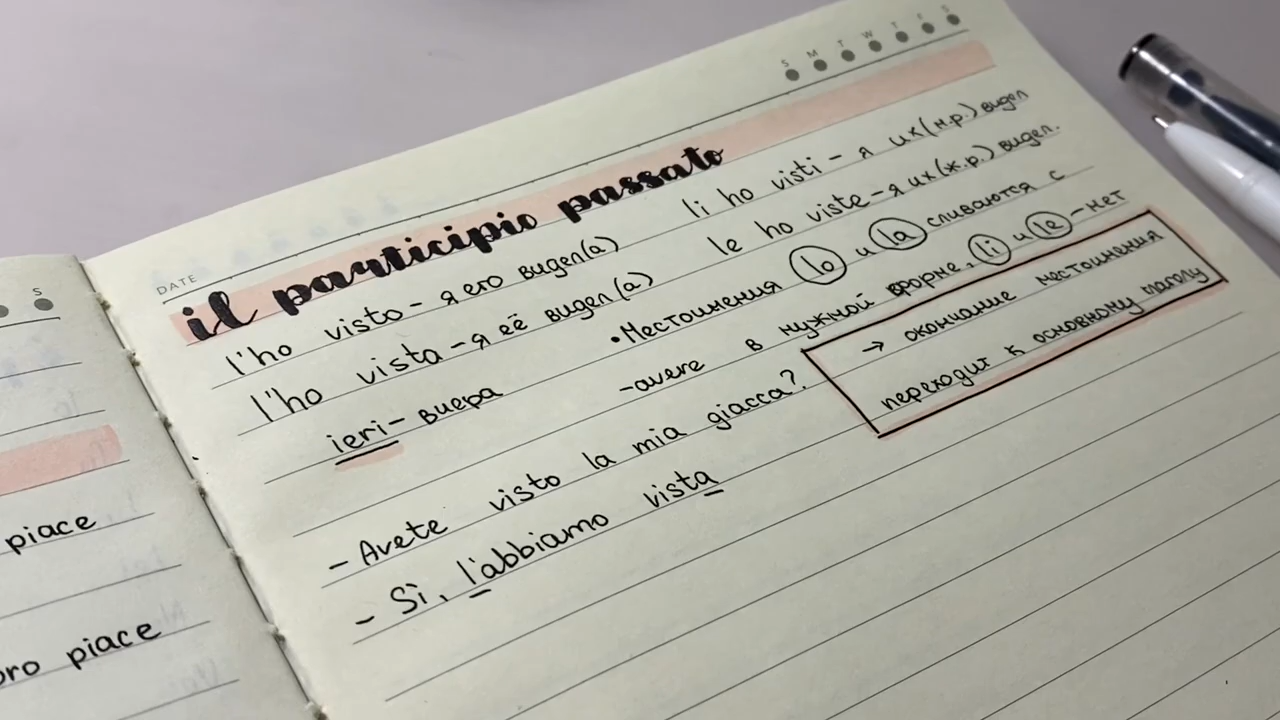 S M T W T F S
DATE
il participio passato
l'ho visto - я его видел(а)
l'ho vista - я её видел(а)
ieri - вчера
li ho visti - я их (м.р.) видел
le ho viste - я их (ж.р.) видел.
• Местоимения lo и la сливаются с
- avere в нужной форме, li и le - нет
→ окончание местоимения
переходит к основному глаголу
- Avete visto la mia giacca?
- Sì, l'abbiamo vista
S
piace
oro piace